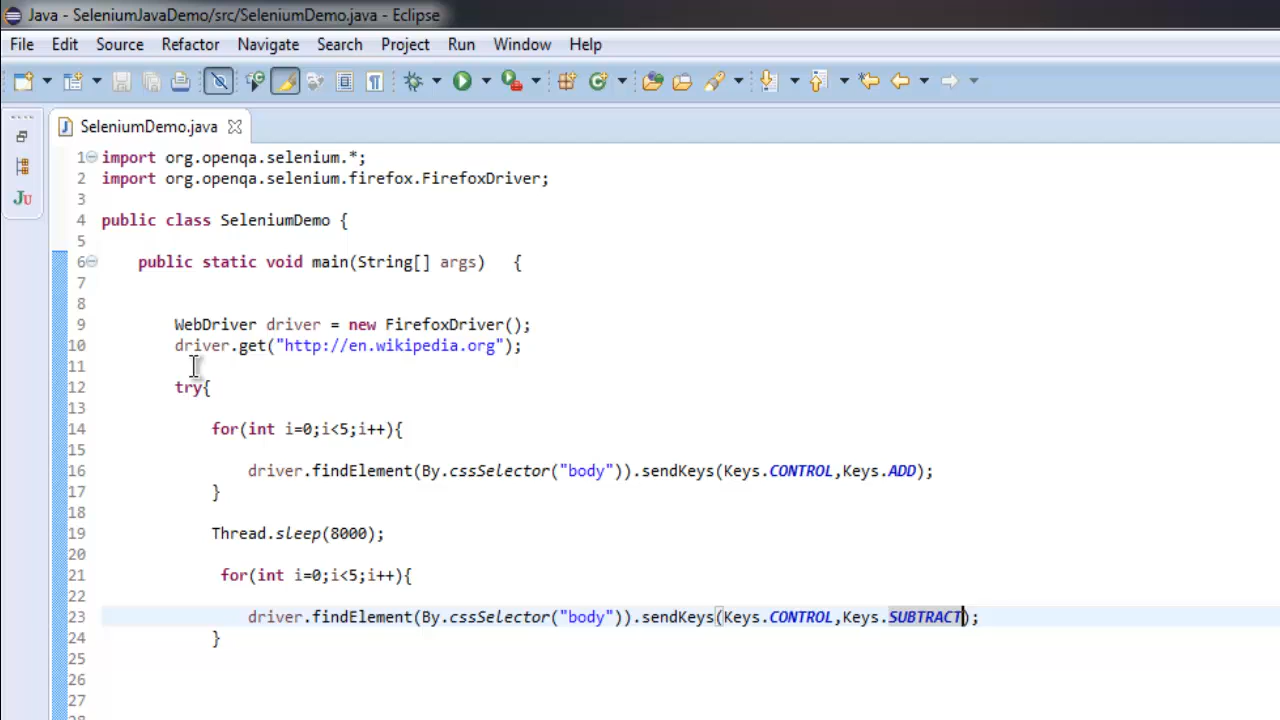 Java - SeleniumJavaDemo/src/SeleniumDemo.java - Eclipse
File Edit Source Refactor Navigate Search Project Run Window Help
SeleniumDemo.java
1 import org.openqa.selenium.*;
2 import org.openqa.selenium.firefox.FirefoxDriver;
3
4 public class SeleniumDemo {
5
6 public static void main(String[] args) {
7
8
9 WebDriver driver = new FirefoxDriver();
10 driver.get("http://en.wikipedia.org");
11
12 try{
13
14 for(int i=0;i<5;i++){
15
16 driver.findElement(By.cssSelector("body")).sendKeys(Keys.CONTROL,Keys.ADD);
17 }
18
19 Thread.sleep(8000);
20
21 for(int i=0;i<5;i++){
22
23 driver.findElement(By.cssSelector("body")).sendKeys(Keys.CONTROL,Keys.SUBTRACT);
24 }
25
26
27
28